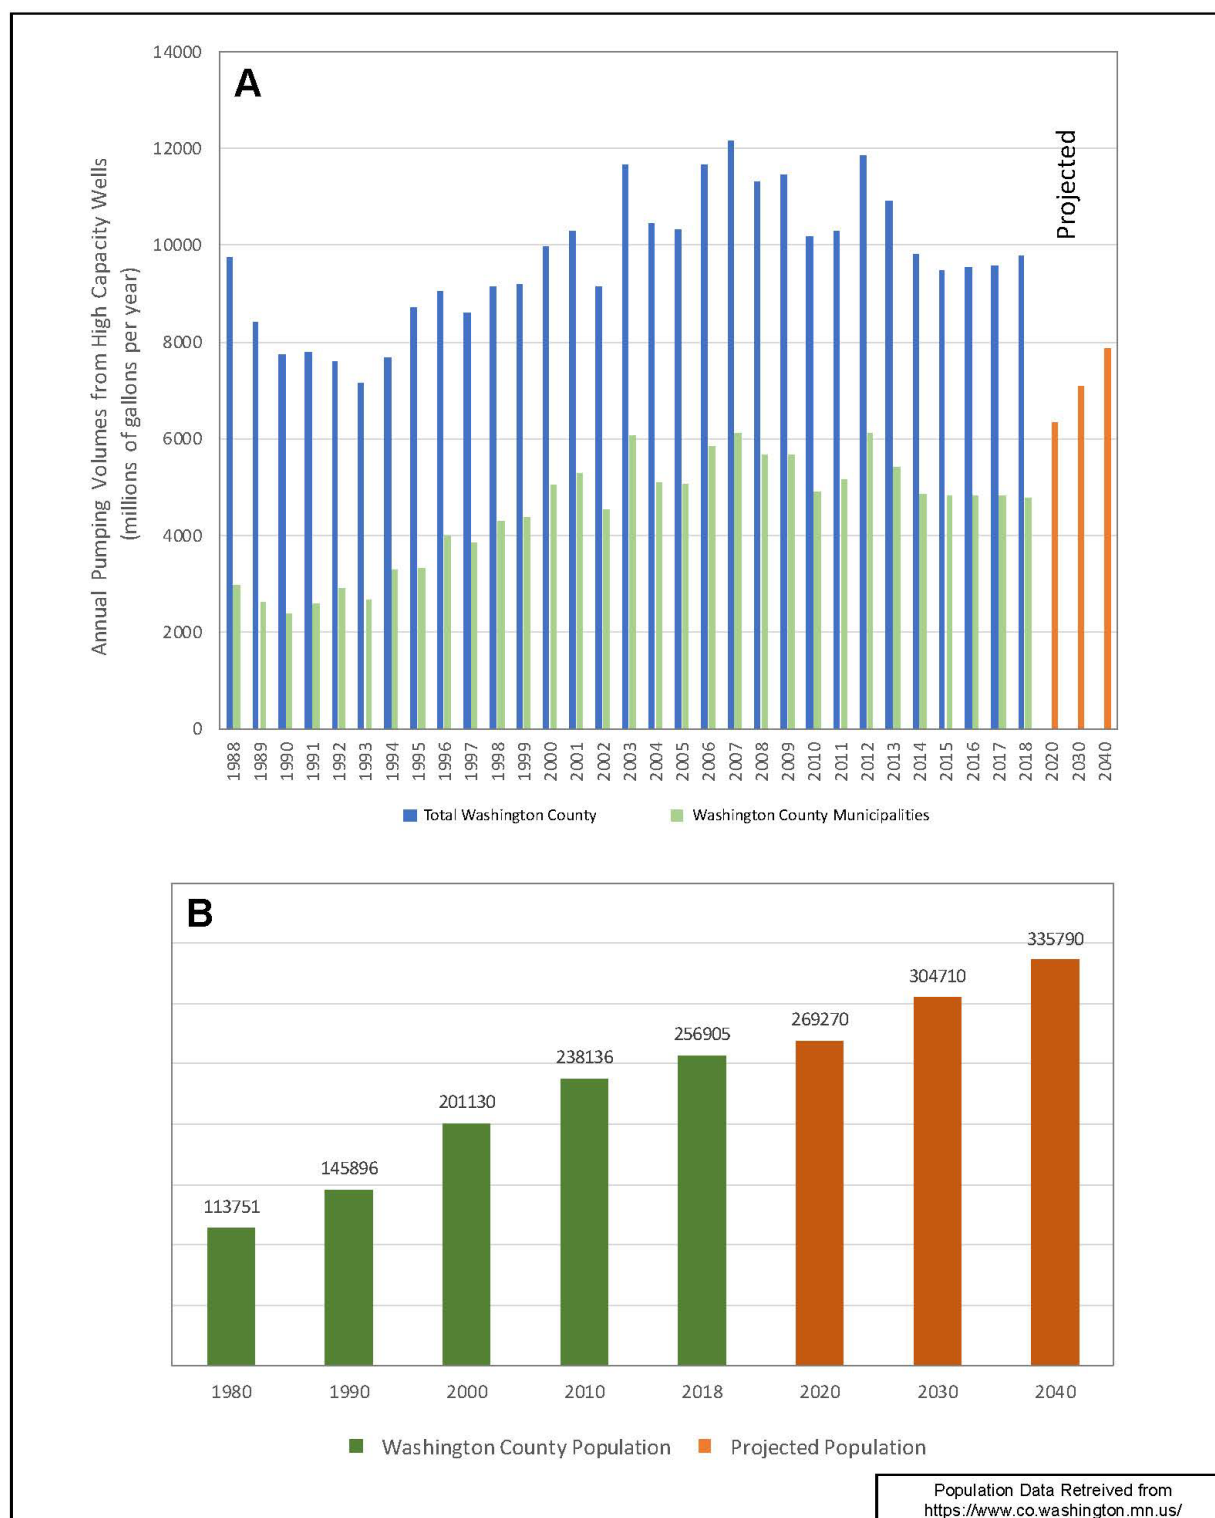 A
Annual Pumping Volumes from High Capacity Wells
(millions of gallons per year)
14000
12000
10000
8000
6000
4000
2000
0
Projected
1988 1989 1990 1991 1992 1993 1994 1995 1996 1997 1998 1999 2000 2001 2002 2003 2004 2005 2006 2007 2008 2009 2010 2011 2012 2013 2014 2015 2016 2017 2018 2020 2030 2040
Total Washington County Washington County Municipalities
B
335790
304710
269270
256905
238136
201130
145896
113751
1980 1990 2000 2010 2018 2020 2030 2040
Washington County Population Projected Population
Population Data Retreived from
https://www.co.washington.mn.us/